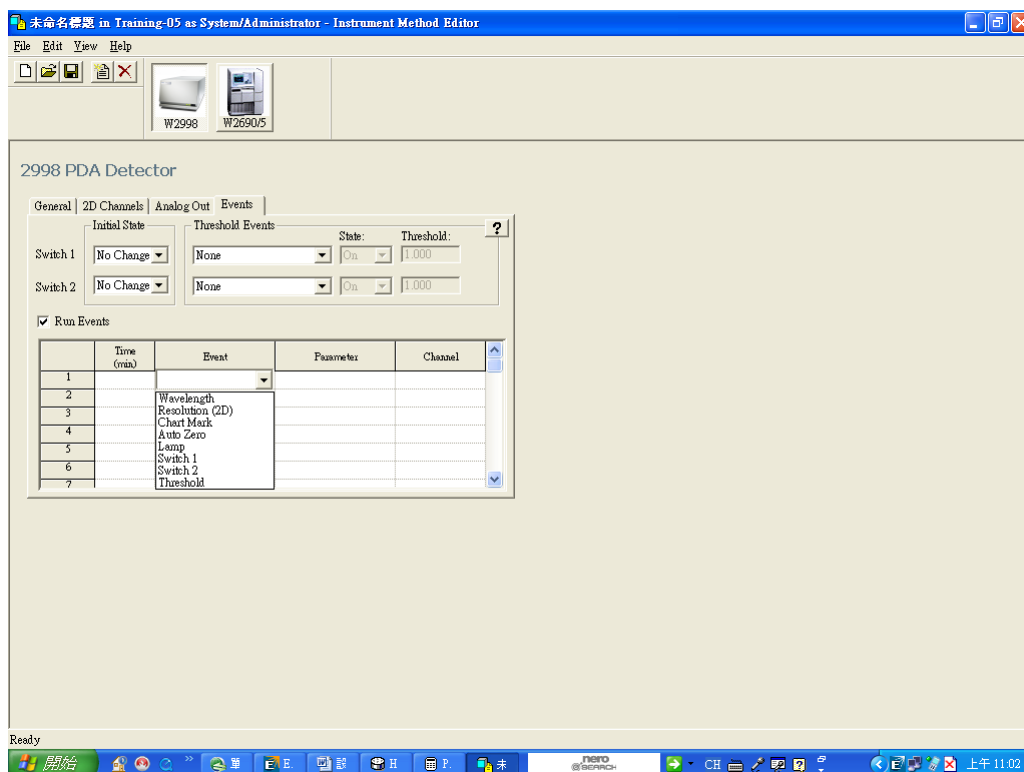 未命名標題 in Training-05 as System/Administrator - Instrument Method Editor
File Edit View Help
W2998 W2690/5
2998 PDA Detector
General 2D Channels Analog Out Events
Initial State Threshold Events State: Threshold: ?
Switch 1 No Change None On 1.000
Switch 2 No Change None On 1.000
Run Events
Time (min) Event Parameter Channel
1
2
3
4
5
6
7
Wavelength
Resolution (2D)
Chart Mark
Auto Zero
Lamp
Switch 1
Switch 2
Threshold
Ready
開始 單 E. H P. 未 nero SEARCH CH 上午 11:02